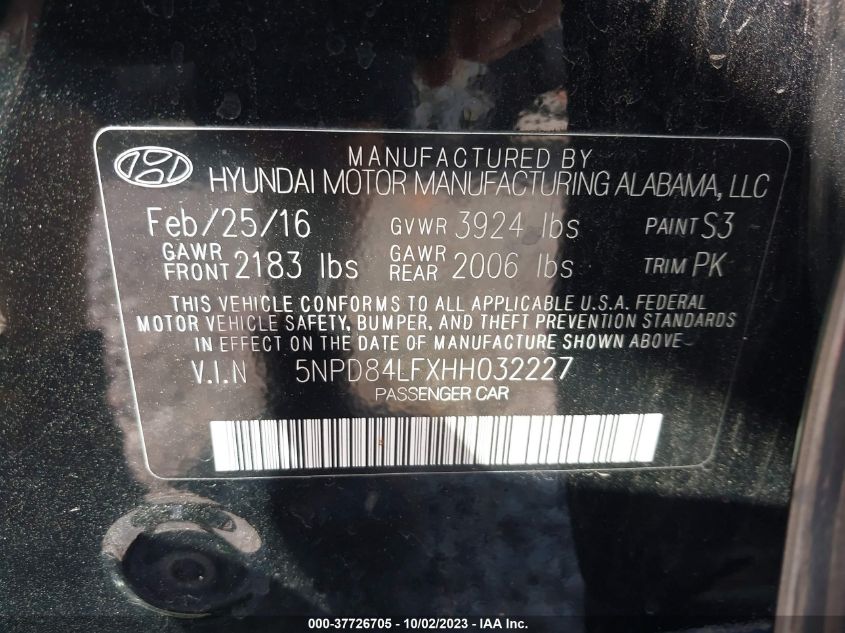 MANUFACTURED BY
HYUNDAI MOTOR MANUFACTURING ALABAMA, LLC
Feb/25/16 GVWR 3924 lbs PAINT S3
GAWR FRONT 2183 lbs GAWR REAR 2006 lbs TRIM PK
THIS VEHICLE CONFORMS TO ALL APPLICABLE U.S.A. FEDERAL
MOTOR VEHICLE SAFETY, BUMPER, AND THEFT PREVENTION STANDARDS
IN EFFECT ON THE DATE OF MANUFACTURE SHOWN ABOVE
V.I.N 5NPD84LFXHH032227
PASSENGER CAR
000-37726705 - 10/02/2023 - IAA Inc.